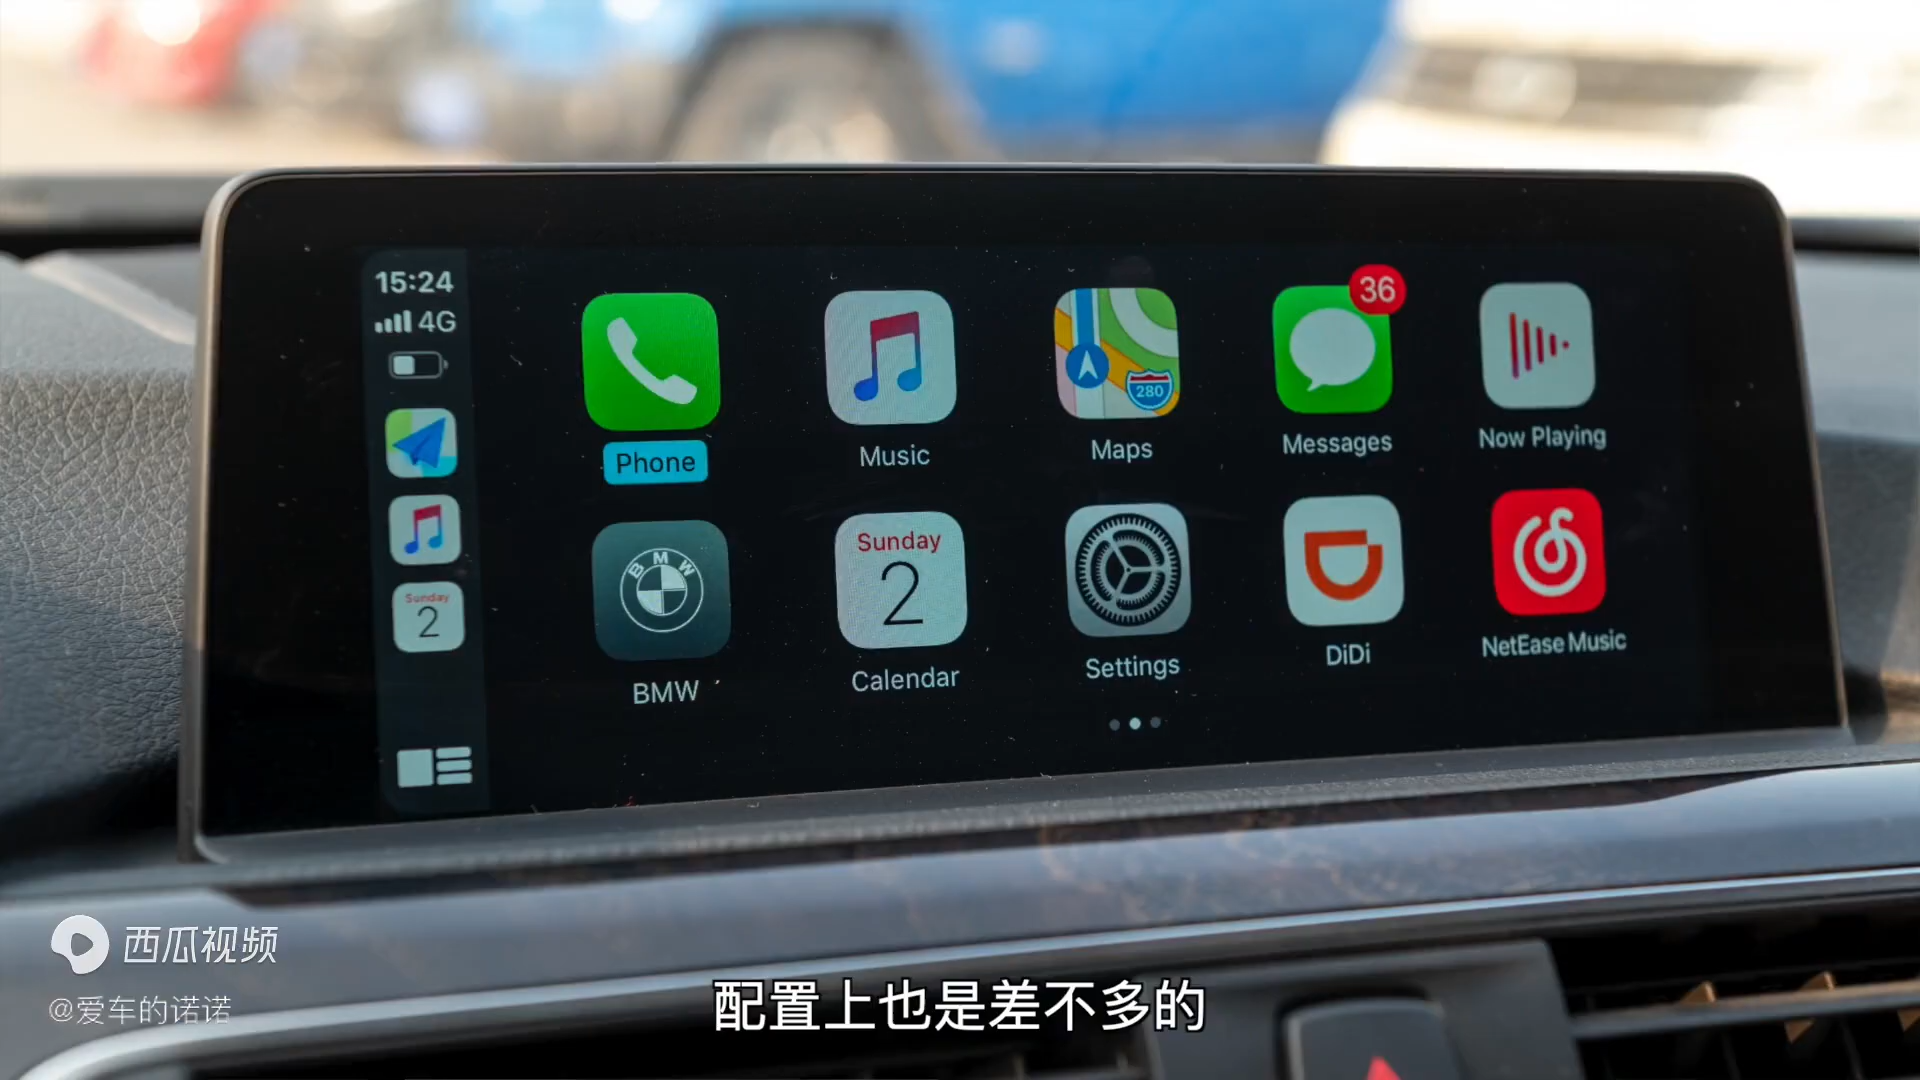 15:24
4G
Sunday
2
Phone
Music
280
Maps
36
Messages
Now Playing
BMW
BMW
Sunday
2
Calendar
Settings
DiDi
NetEase Music
西瓜视频
@爱车的诺诺
配置上也是差不多的